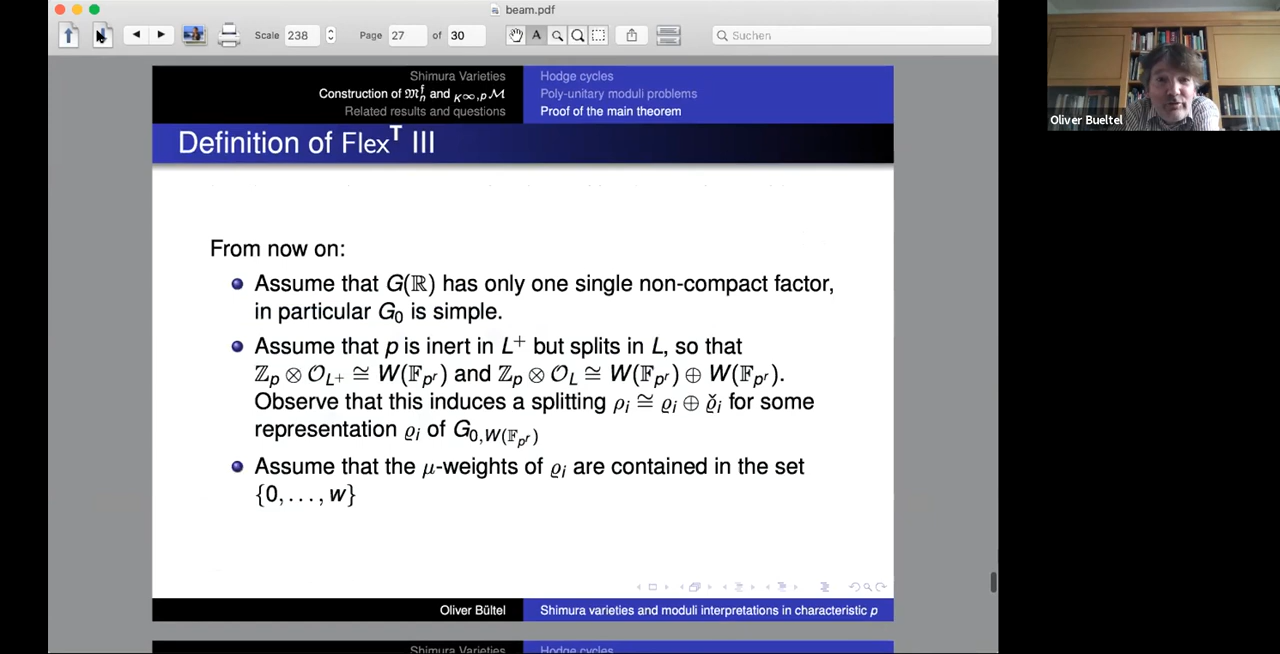 beam.pdf
Scale 238 Page 27 of 30 A Suchen
Oliver Bueltel
Shimura Varieties
Construction of 𝔐ₙᶠ and K∞,pℳ
Related results and questions
Hodge cycles
Poly-unitary moduli problems
Proof of the main theorem
Definition of Flexᵀ III
From now on:
Assume that G(ℝ) has only one single non-compact factor,
in particular G₀ is simple.
Assume that p is inert in L⁺ but splits in L, so that
ℤₚ ⊗ 𝒪_{L⁺} ≅ W(𝔽_{pʳ}) and ℤₚ ⊗ 𝒪_L ≅ W(𝔽_{pʳ}) ⊕ W(𝔽_{pʳ}).
Observe that this induces a splitting ρᵢ ≅ ϱᵢ ⊕ ϱ̌ᵢ for some
representation ϱᵢ of G_{0,W(𝔽_{pʳ})}
Assume that the μ-weights of ϱᵢ are contained in the set
{0, . . . , w}
Oliver Bültel
Shimura varieties and moduli interpretations in characteristic p
Shimura Varieties
Hodge cycles